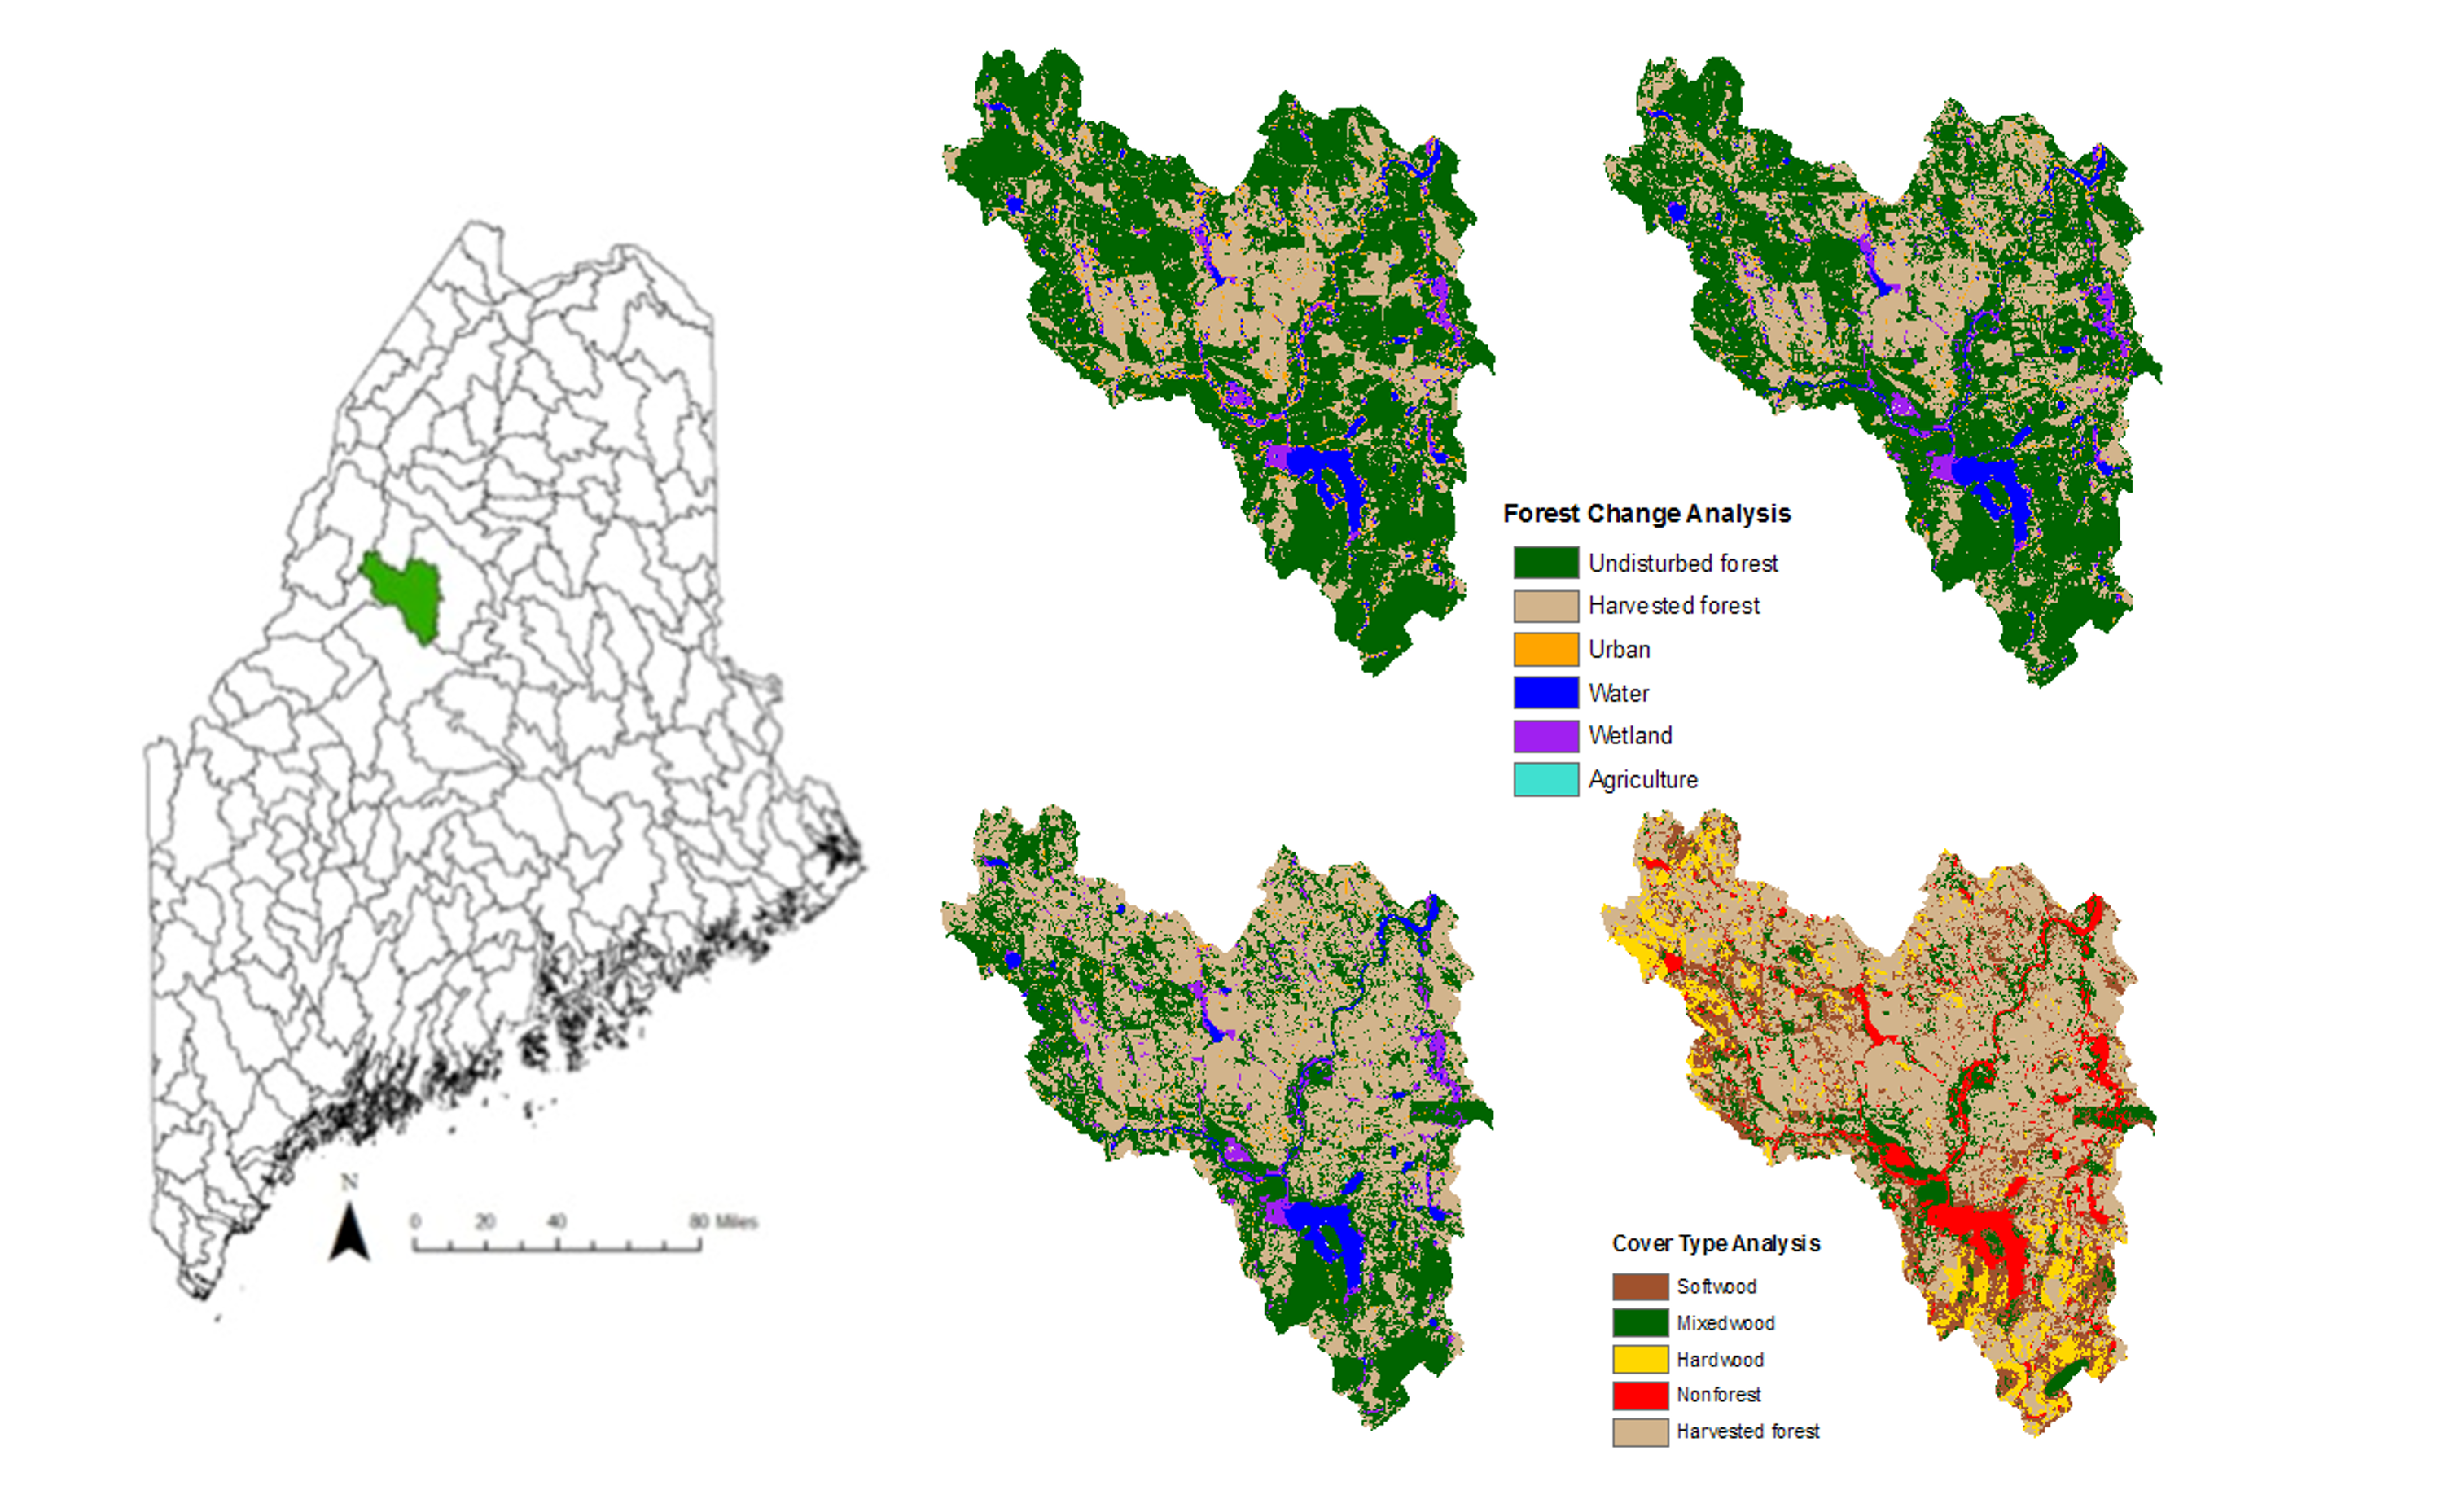 Forest Change Analysis
Undisturbed forest
Harvested forest
Urban
Water
Wetland
Agriculture
N
0 20 40 80 Miles
Cover Type Analysis
Softwood
Mixedwood
Hardwood
Nonforest
Harvested forest